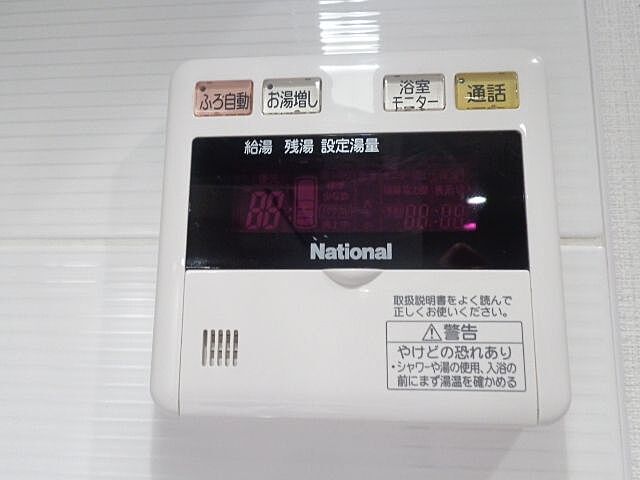 ふろ自動 お湯増し 浴室 通話
モニター
給湯 残湯 設定湯量
88 88:88
National
取扱説明書をよく読んで
正しくお使いください。
警告
やけどの恐れあり
・シャワーや湯の使用、入浴の
前にまず湯温を確かめる